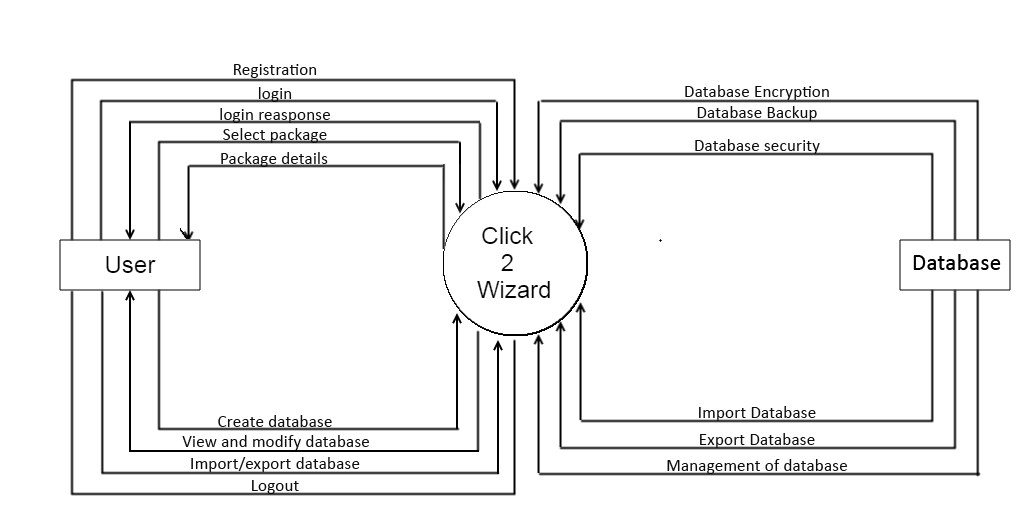 Registration
login
login reasponse
Select package
Package details
Database Encryption
Database Backup
Database security
User
Click
2
Wizard
Database
Create database
View and modify database
Import/export database
Logout
Import Database
Export Database
Management of database